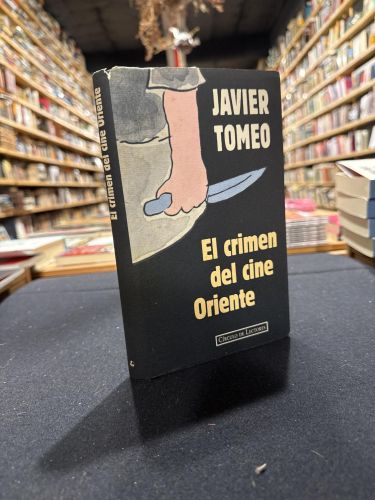 El crimen del cine Oriente
JAVIER
TOMEO
El crimen
del cine
Oriente
CÍRCULO DE LECTORES